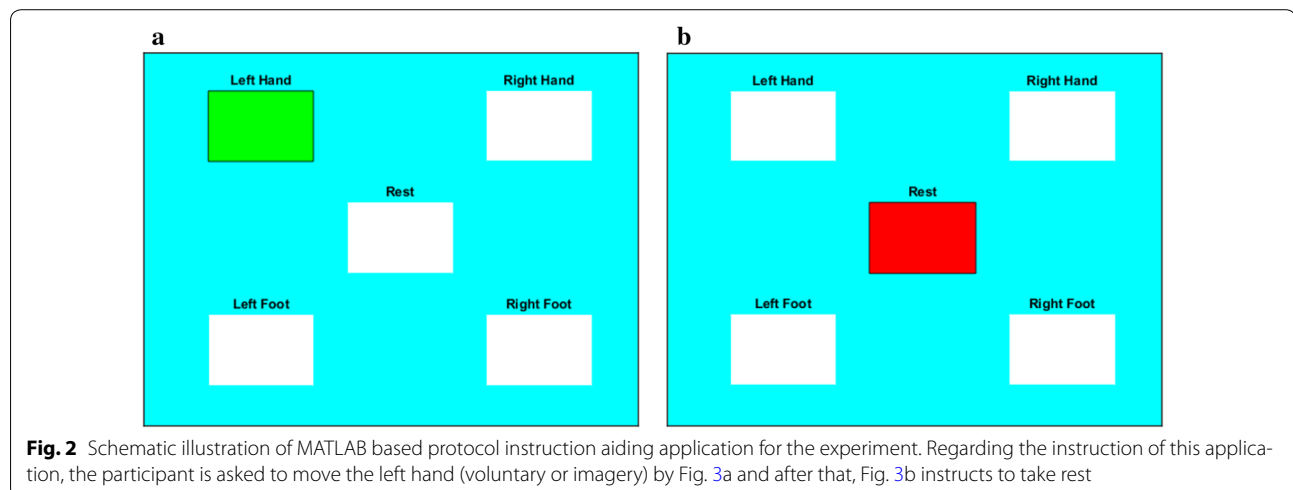 a
Left Hand Right Hand
Rest
Left Foot Right Foot
b
Left Hand Right Hand
Rest
Left Foot Right Foot
Fig. 2 Schematic illustration of MATLAB based protocol instruction aiding application for the experiment. Regarding the instruction of this applica-
tion, the participant is asked to move the left hand (voluntary or imagery) by Fig. 3a and after that, Fig. 3b instructs to take rest